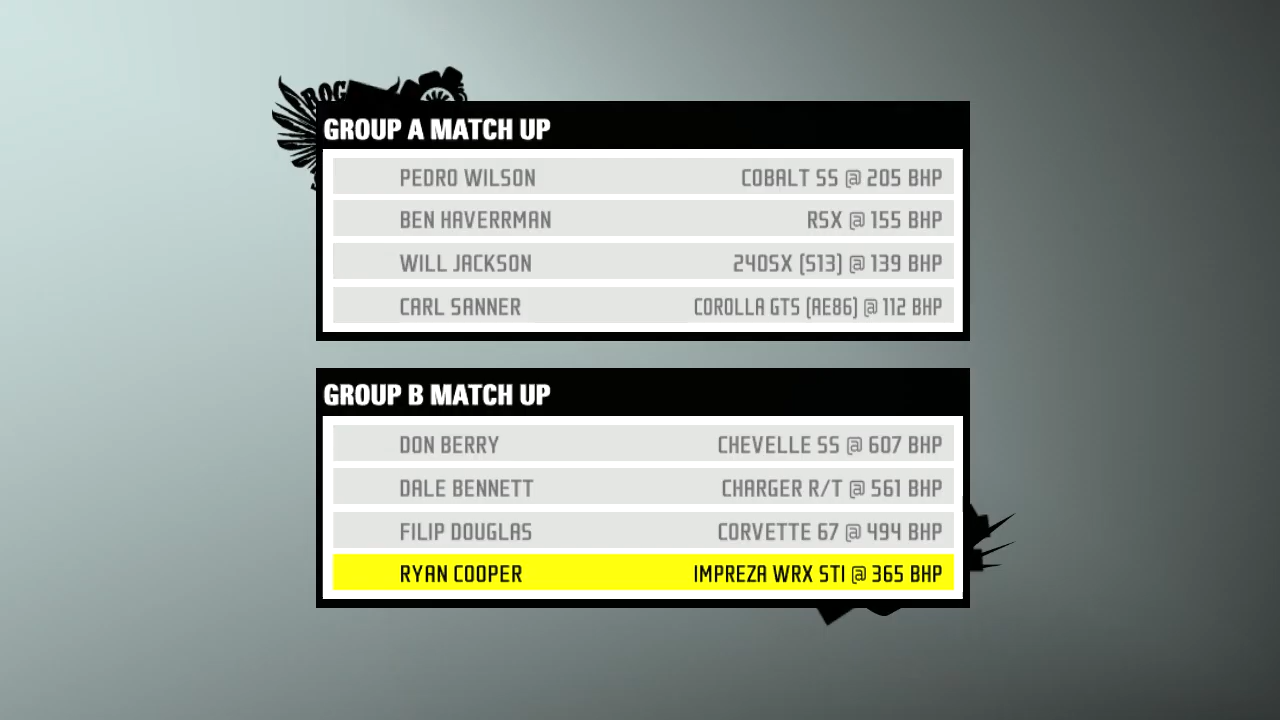 ROG
GROUP A MATCH UP
PEDRO WILSON COBALT SS @ 205 BHP
BEN HAVERRMAN RSX @ 155 BHP
WILL JACKSON 240SX (S13) @ 139 BHP
CARL SANNER COROLLA GTS (AE86) @ 112 BHP
GROUP B MATCH UP
DON BERRY CHEVELLE SS @ 607 BHP
DALE BENNETT CHARGER R/T @ 561 BHP
FILIP DOUGLAS CORVETTE 67 @ 494 BHP
RYAN COOPER IMPREZA WRX STI @ 365 BHP